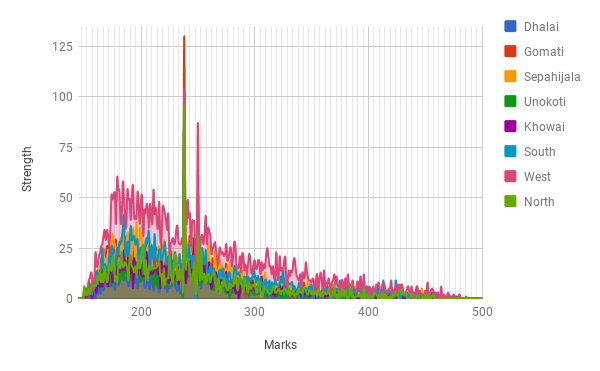 Dhalai
Gomati
Sepahijala
Unokoti
Khowai
South
West
North
Strength
125
100
75
50
25
0
200
300
400
500
Marks